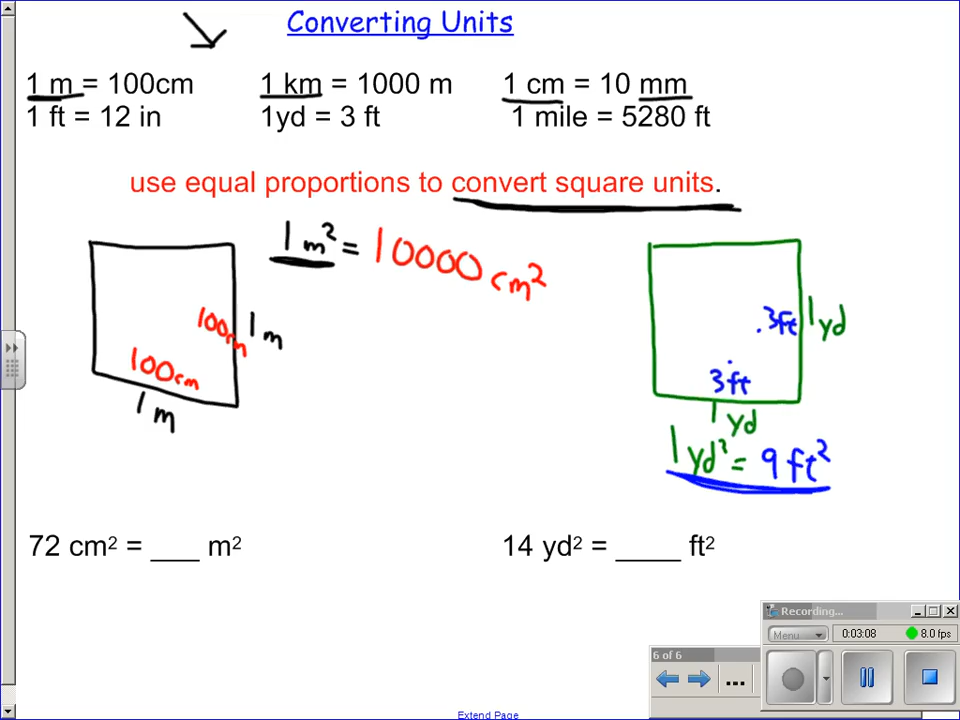 Converting Units
1 m = 100cm 1 km = 1000 m 1 cm = 10 mm
1 ft = 12 in 1yd = 3 ft 1 mile = 5280 ft
use equal proportions to convert square units.
1 m² = 10000 cm²
100cm 1 m
100cm
1 m
3ft 1 yd
3 ft
1 yd
1 yd² = 9 ft²
72 cm² = ___ m² 14 yd² = ____ ft²
Recording...
Menu 0:03:08 8.0 fps
6 of 6
...
Extend Page